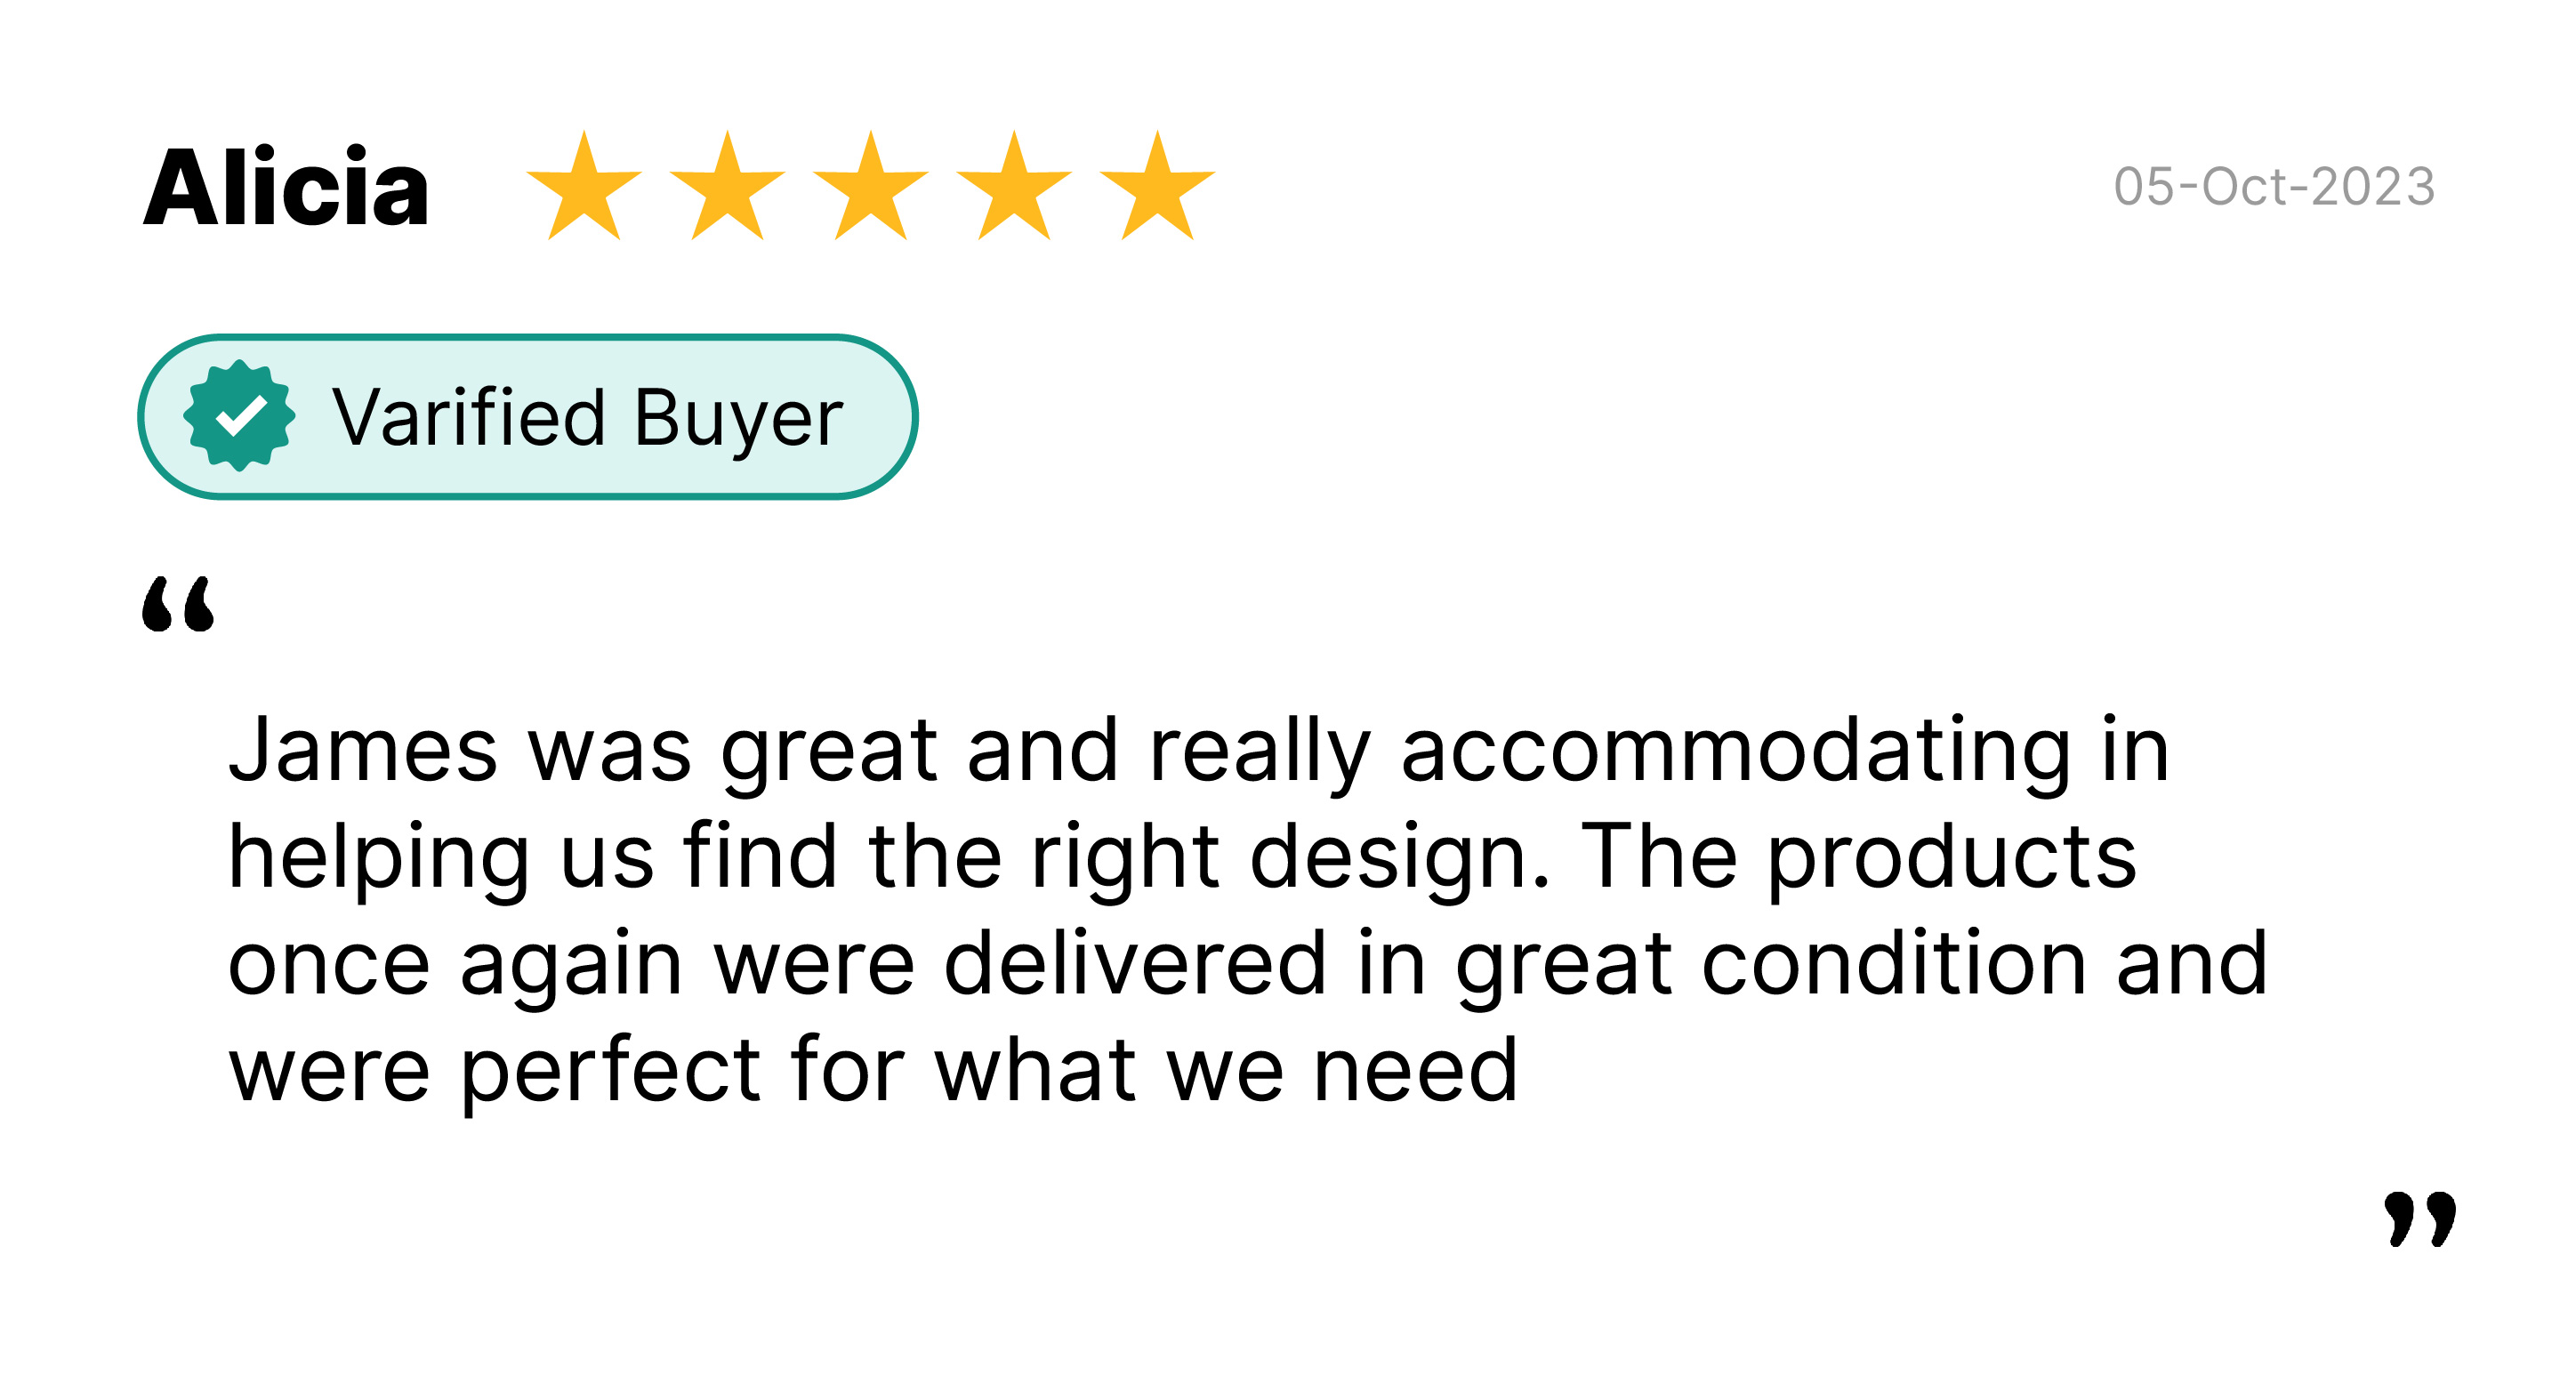 Alicia
05-Oct-2023
Varified Buyer
“
James was great and really accommodating in
helping us find the right design. The products
once again were delivered in great condition and
were perfect for what we need
”